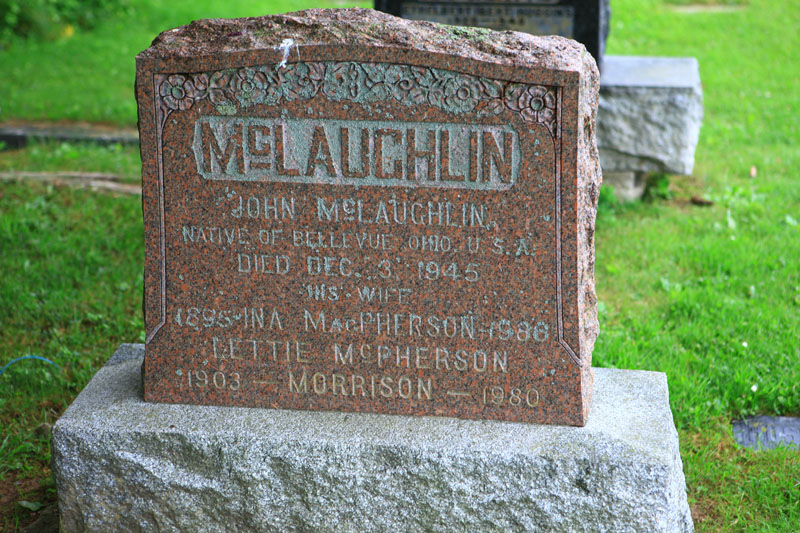 McLAUGHLIN
JOHN McLAUGHLIN
NATIVE OF BELLEVUE, OHIO, U.S.A.
DIED DEC. 3, 1945
HIS WIFE
1895-INA MacPHERSON-1986
LETTIE McPHERSON
1903 — MORRISON — 1980